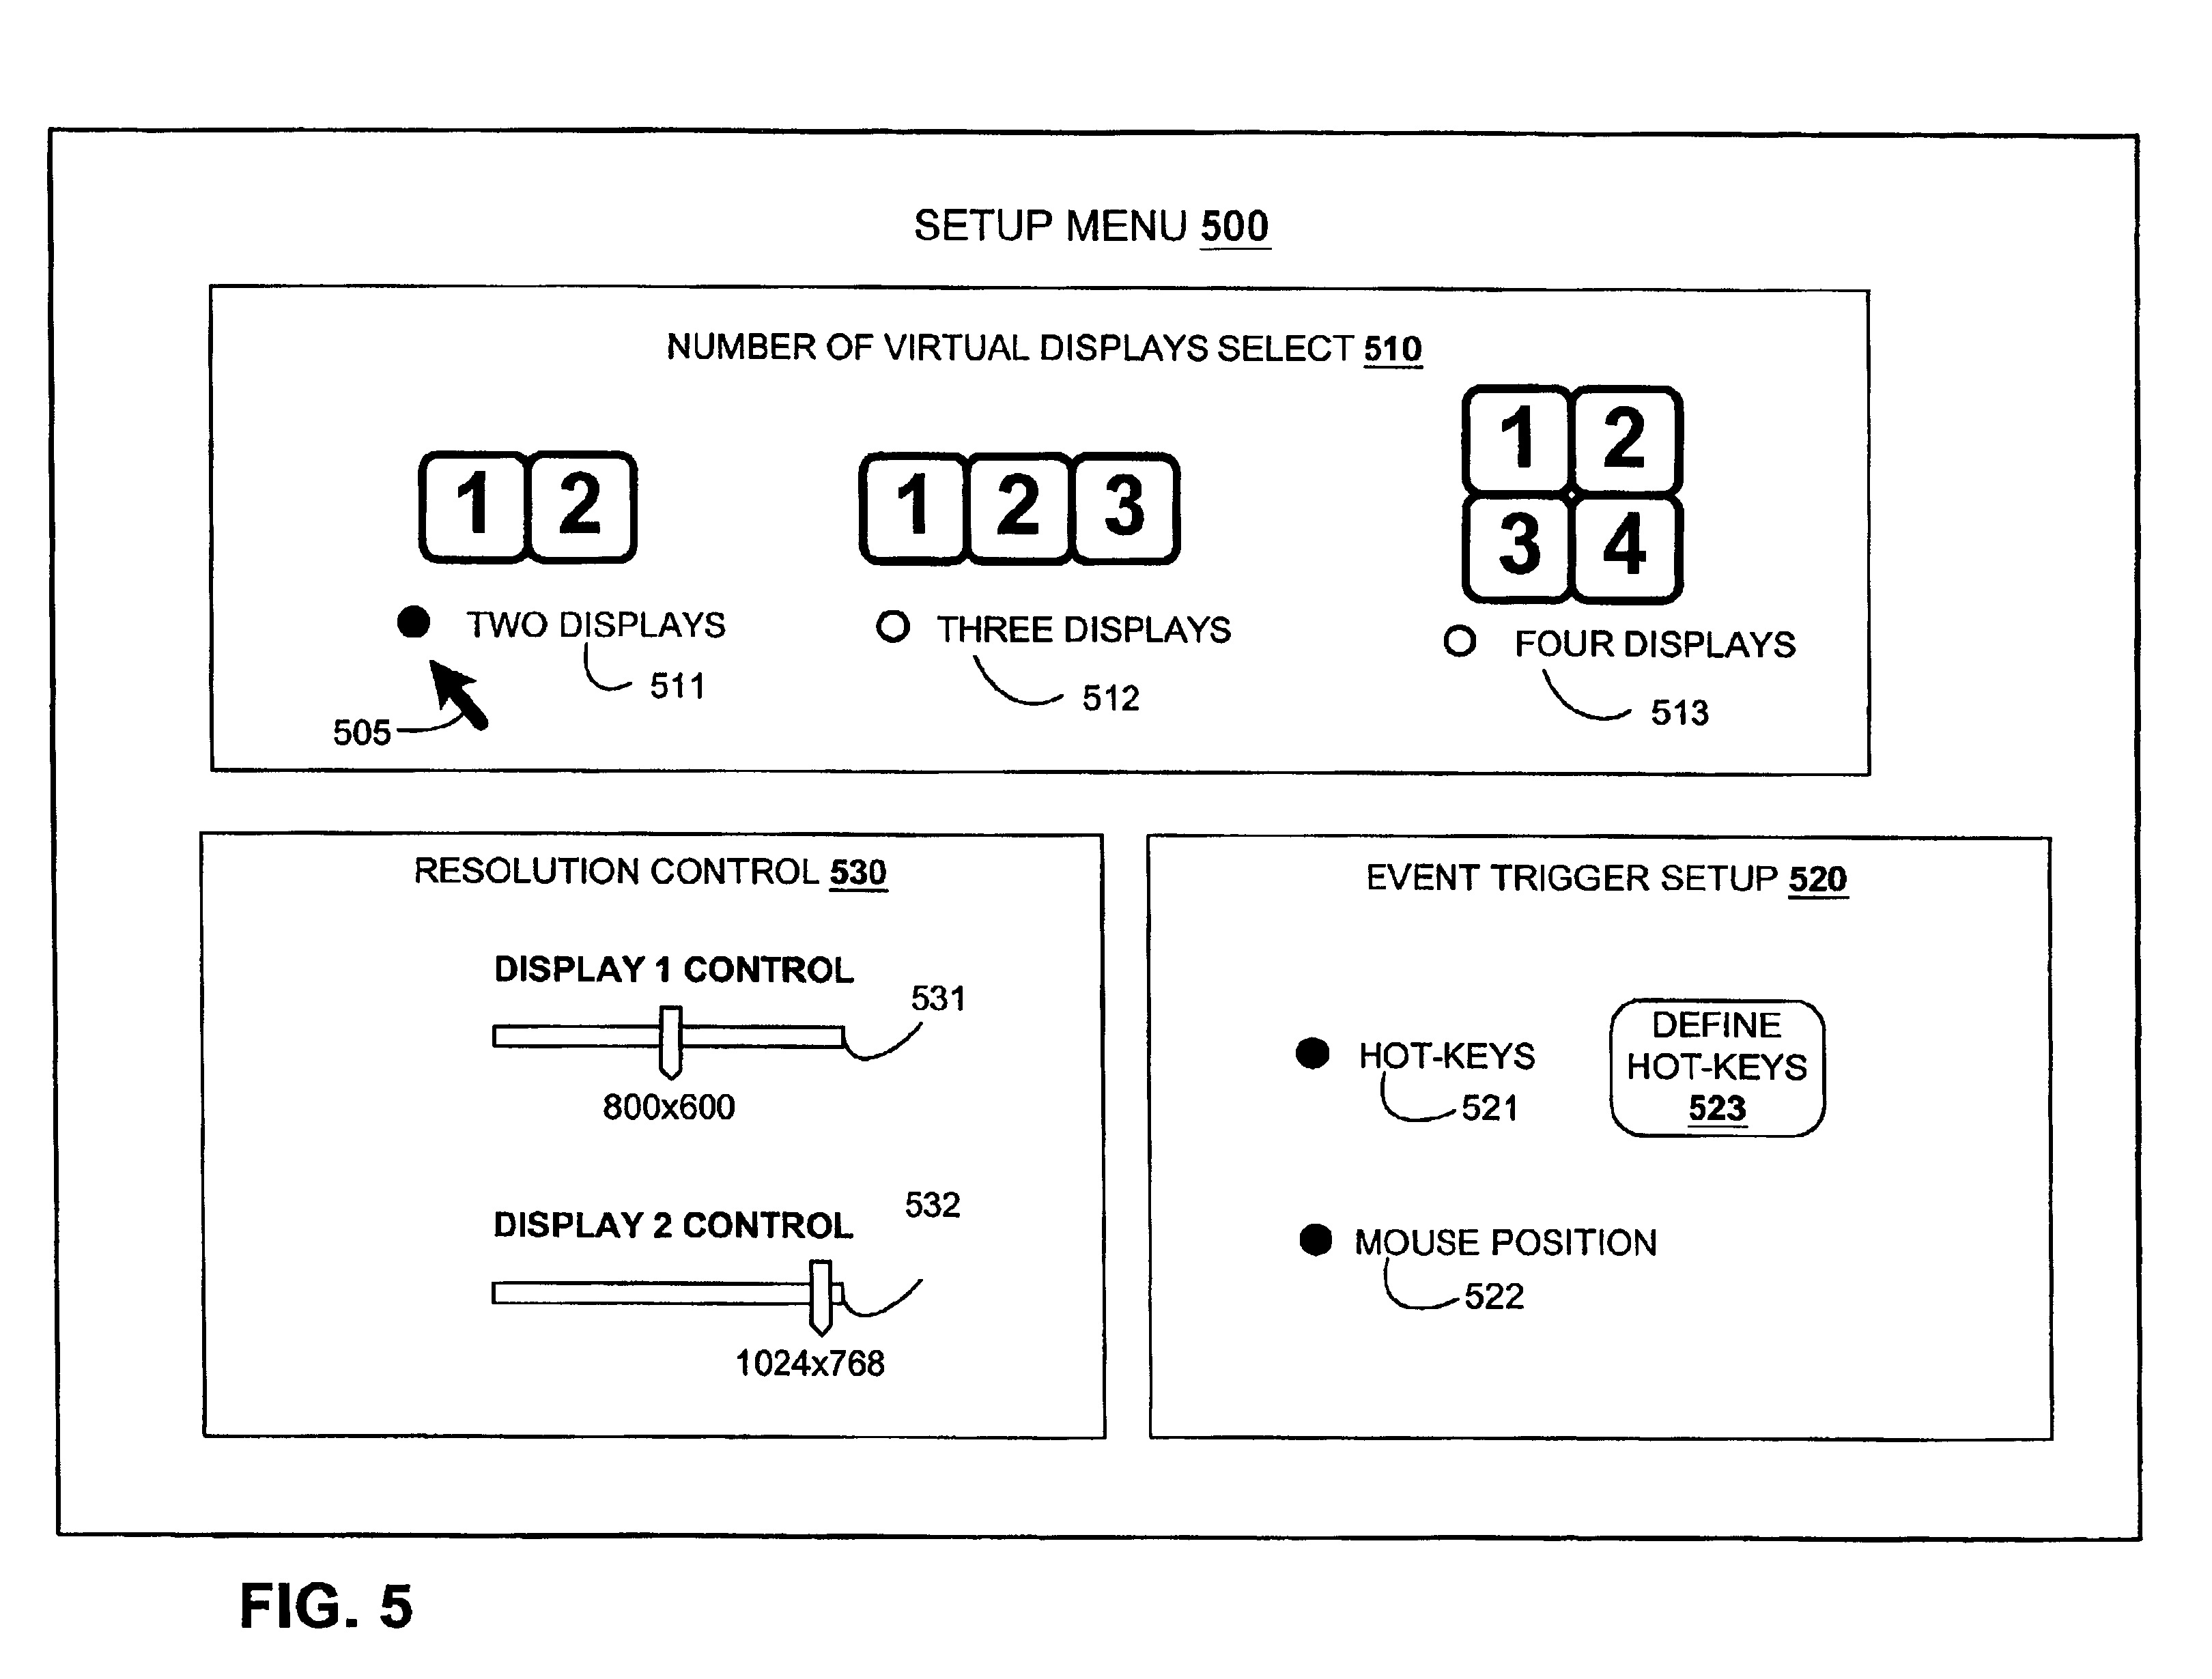 SETUP MENU 500
NUMBER OF VIRTUAL DISPLAYS SELECT 510
1 2
1 2 3
1 2
3 4
TWO DISPLAYS
THREE DISPLAYS
FOUR DISPLAYS
511
512
513
505
RESOLUTION CONTROL 530
DISPLAY 1 CONTROL
531
800x600
DISPLAY 2 CONTROL
532
1024x768
EVENT TRIGGER SETUP 520
HOT-KEYS
521
DEFINE
HOT-KEYS
523
MOUSE POSITION
522
FIG. 5